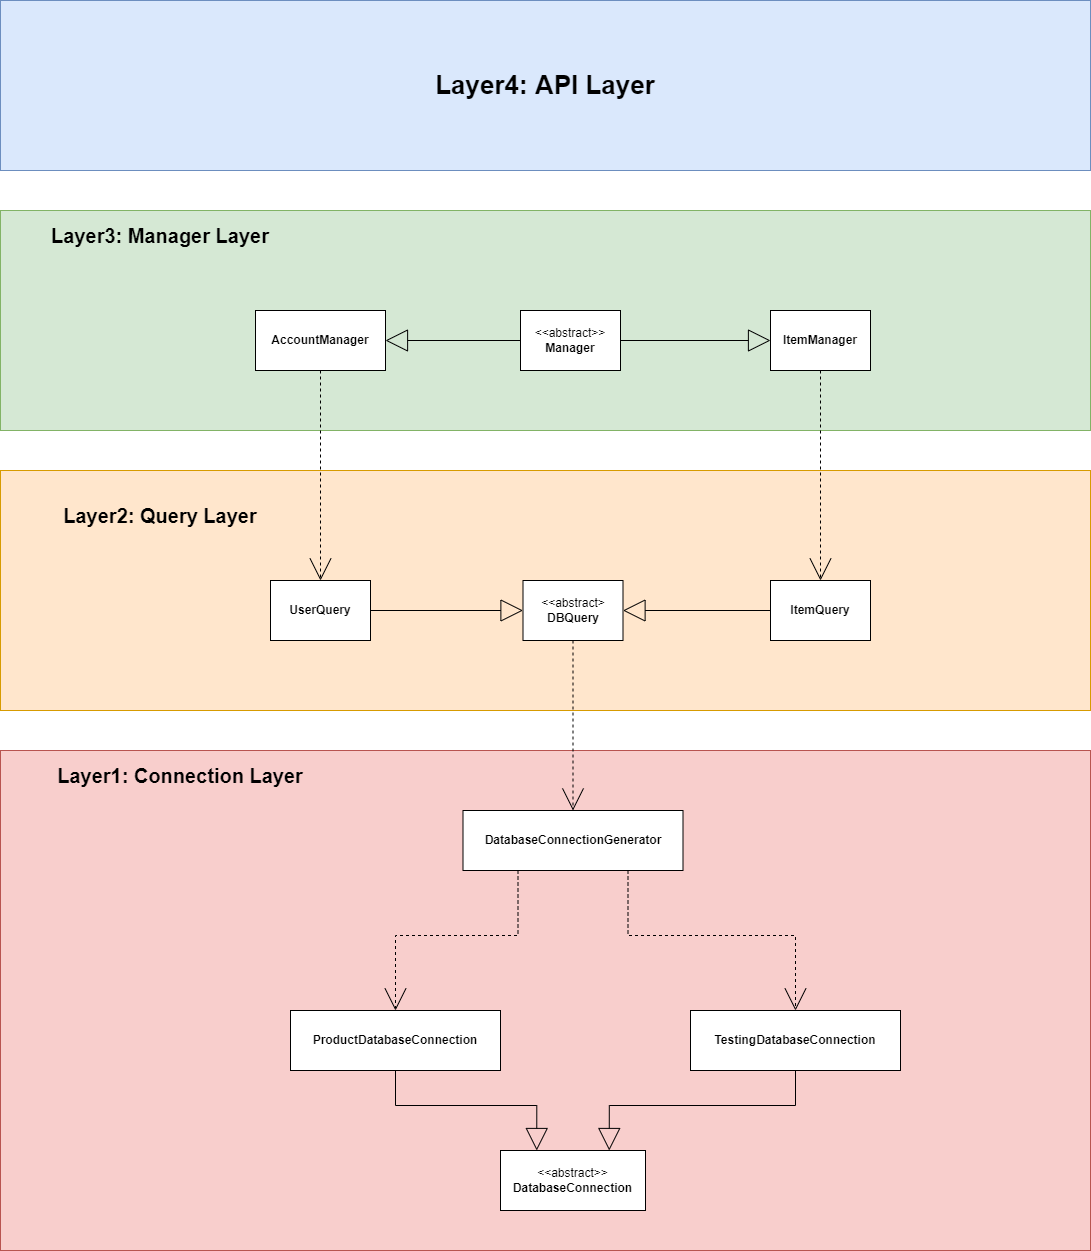 Layer4: API Layer
Layer3: Manager Layer
AccountManager
<<abstract>>
Manager
ItemManager
Layer2: Query Layer
UserQuery
<<abstract>
DBQuery
ItemQuery
Layer1: Connection Layer
DatabaseConnectionGenerator
ProductDatabaseConnection
TestingDatabaseConnection
<<abstract>>
DatabaseConnection